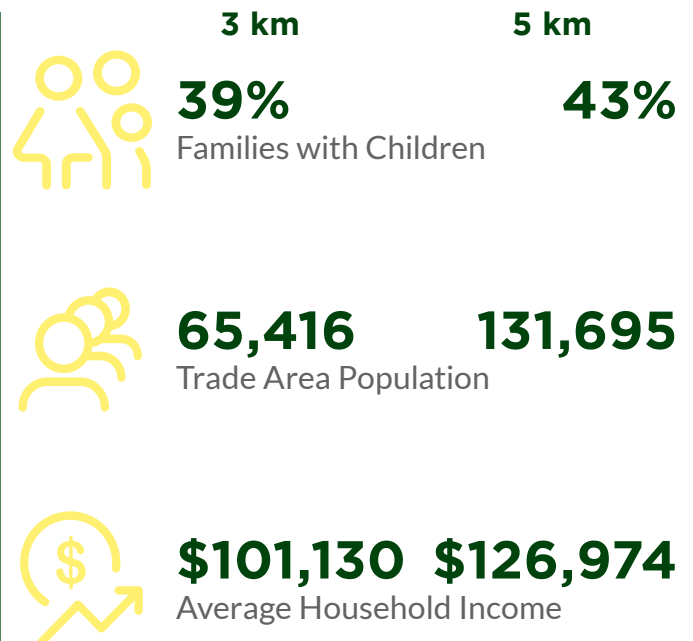 3 km 5 km
39% 43%
Families with Children
65,416 131,695
Trade Area Population
$
$101,130 $126,974
Average Household Income